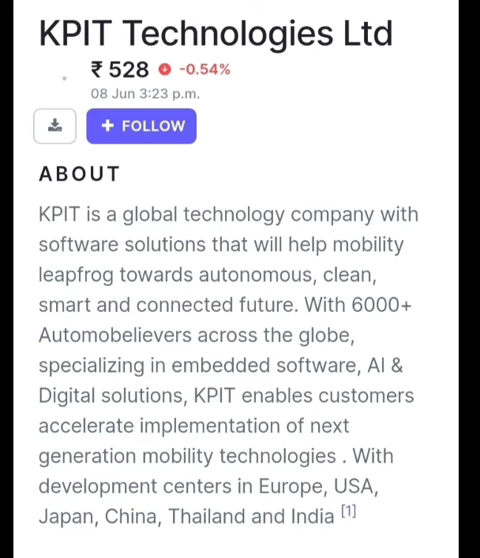 KPIT Technologies Ltd
₹ 528 -0.54%
08 Jun 3:23 p.m.
+ FOLLOW
ABOUT
KPIT is a global technology company with
software solutions that will help mobility
leapfrog towards autonomous, clean,
smart and connected future. With 6000+
Automobelievers across the globe,
specializing in embedded software, AI &
Digital solutions, KPIT enables customers
accelerate implementation of next
generation mobility technologies . With
development centers in Europe, USA,
Japan, China, Thailand and India [1]